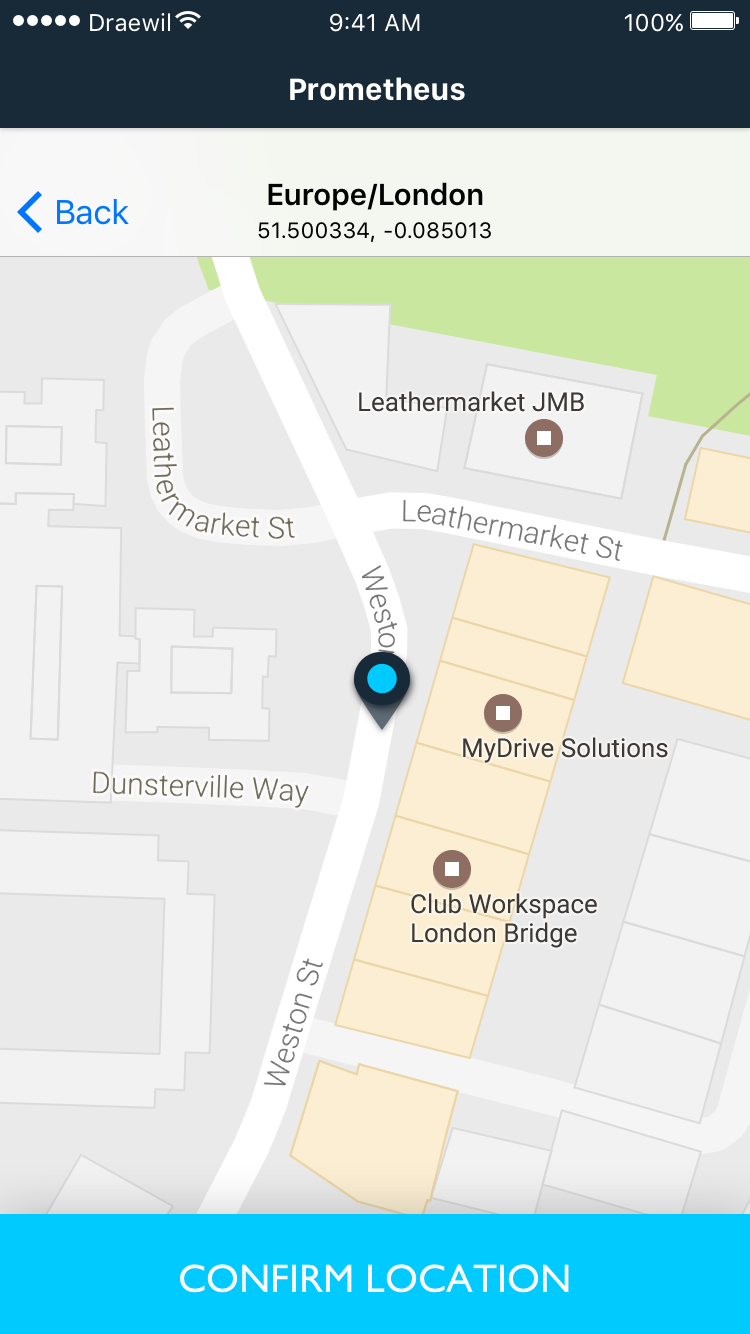 Draewil 9:41 AM 100%
Prometheus
Back
Europe/London
51.500334, -0.085013
Leathermarket JMB
Leathermarket St
Leathermarket St
Weston
MyDrive Solutions
Dunsterville Way
Club Workspace
London Bridge
Weston St
CONFIRM LOCATION